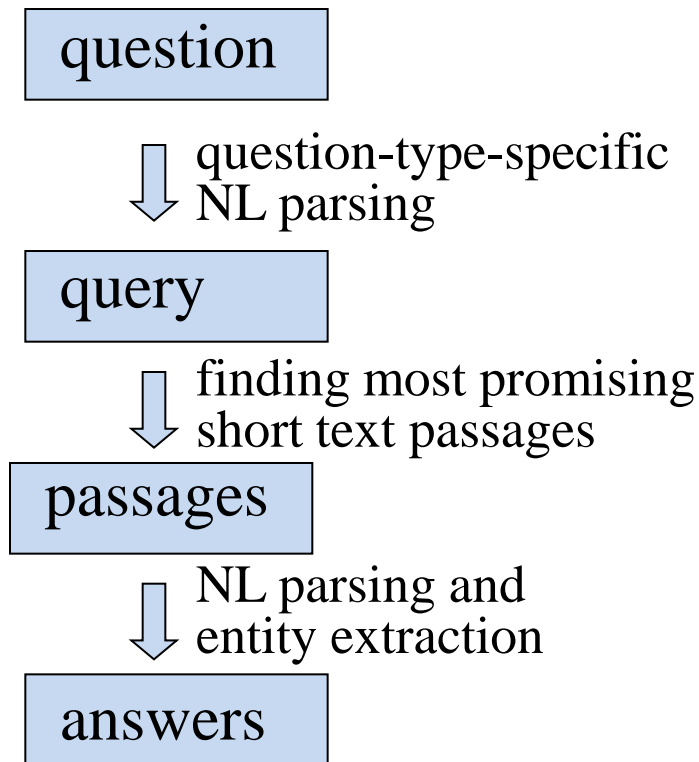 question
question-type-specific
NL parsing
query
finding most promising
short text passages
passages
NL parsing and
entity extraction
answers